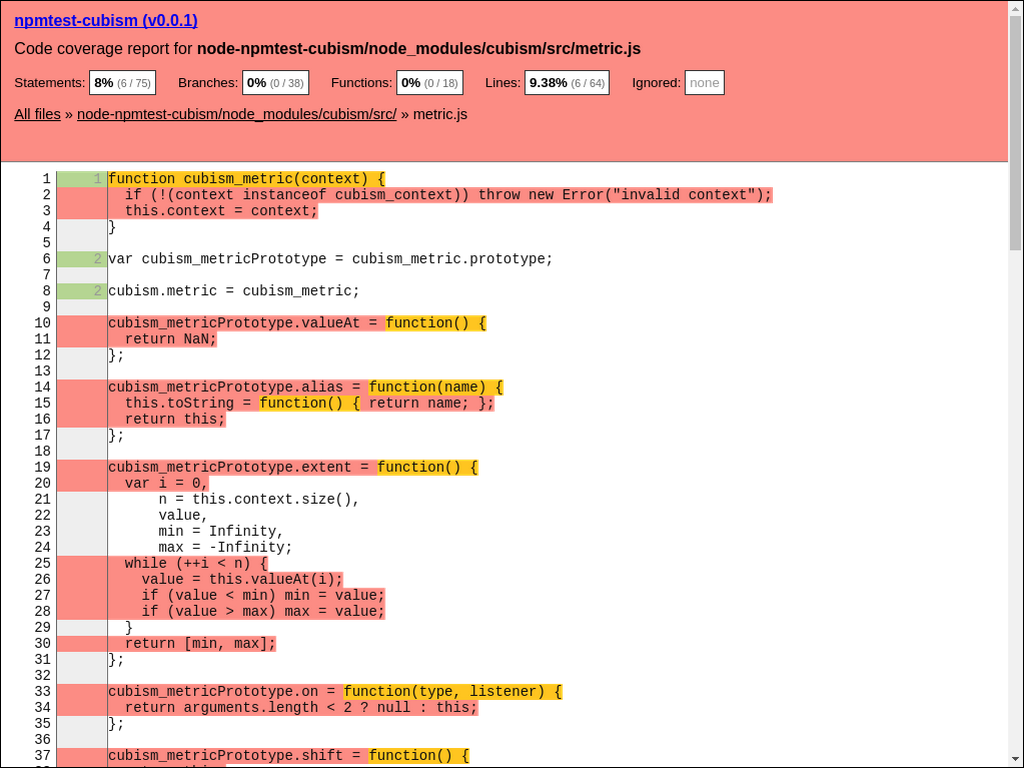 npmtest-cubism (v0.0.1)
Code coverage report for node-npmtest-cubism/node_modules/cubism/src/metric.js
Statements: 8% (6 / 75) Branches: 0% (0 / 38) Functions: 0% (0 / 18) Lines: 9.38% (6 / 64) Ignored: none
All files » node-npmtest-cubism/node_modules/cubism/src/ » metric.js
1 1 function cubism_metric(context) {
2   if (!(context instanceof cubism_context)) throw new Error("invalid context");
3   this.context = context;
4 }
5
6 2 var cubism_metricPrototype = cubism_metric.prototype;
7
8 2 cubism.metric = cubism_metric;
9
10 cubism_metricPrototype.valueAt = function() {
11   return NaN;
12 };
13
14 cubism_metricPrototype.alias = function(name) {
15   this.toString = function() { return name; };
16   return this;
17 };
18
19 cubism_metricPrototype.extent = function() {
20   var i = 0,
21       n = this.context.size(),
22       value,
23       min = Infinity,
24       max = -Infinity;
25   while (++i < n) {
26     value = this.valueAt(i);
27     if (value < min) min = value;
28     if (value > max) max = value;
29   }
30   return [min, max];
31 };
32
33 cubism_metricPrototype.on = function(type, listener) {
34   return arguments.length < 2 ? null : this;
35 };
36
37 cubism_metricPrototype.shift = function() {